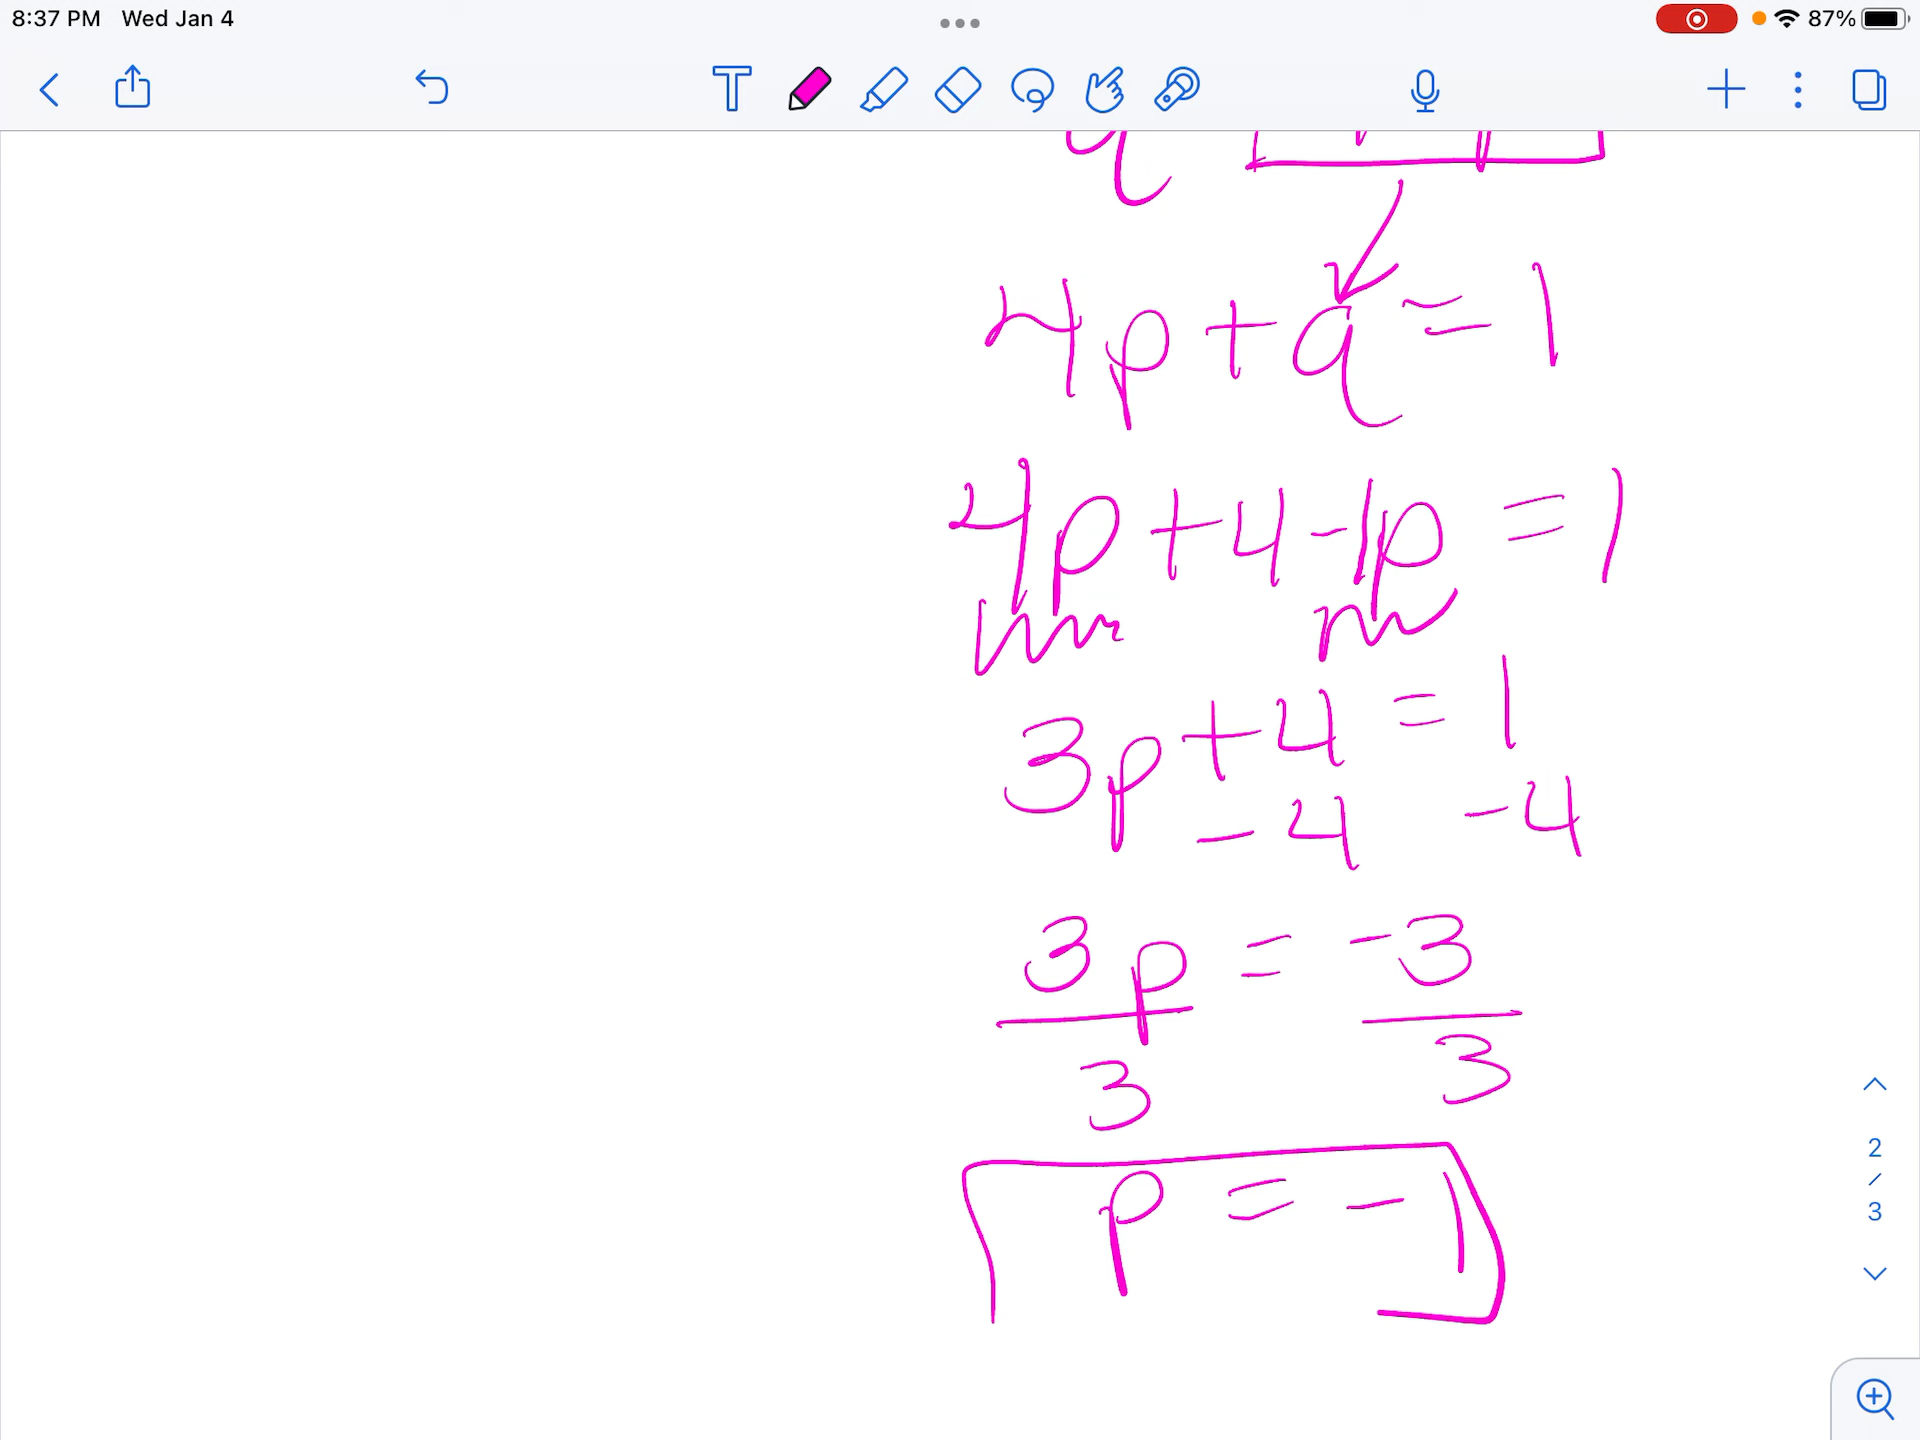 8:37 PM Wed Jan 4
87%
T
4p + q = 1
4p + 4 - 1p = 1
3p + 4 = 1
- 4 - 4
3p = -3
3 3
p = -1
2
/
3